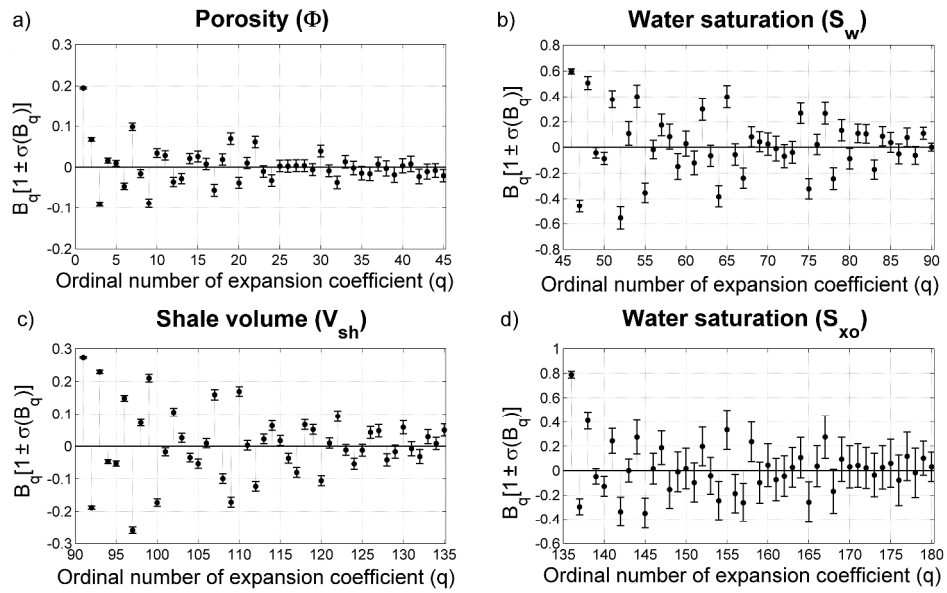 a) Porosity (Φ)
B_q[1 ± σ(B_q)]
0.3
0.2
0.1
0
-0.1
-0.2
0 5 10 15 20 25 30 35 40 45
Ordinal number of expansion coefficient (q)
b) Water saturation (S_w)
B_q[1 ± σ(B_q)]
0.8
0.6
0.4
0.2
0
-0.2
-0.4
-0.6
-0.8
45 50 55 60 65 70 75 80 85 90
Ordinal number of expansion coefficient (q)
c) Shale volume (V_sh)
B_q[1 ± σ(B_q)]
0.3
0.2
0.1
0
-0.1
-0.2
0.3
90 95 100 105 110 115 120 125 130 135
Ordinal number of expansion coefficient (q)
d) Water saturation (S_xo)
B_q[1 ± σ(B_q)]
1
0.8
0.6
0.4
0.2
0
-0.2
-0.4
0.6
135 140 145 150 155 160 165 170 175 180
Ordinal number of expansion coefficient (q)